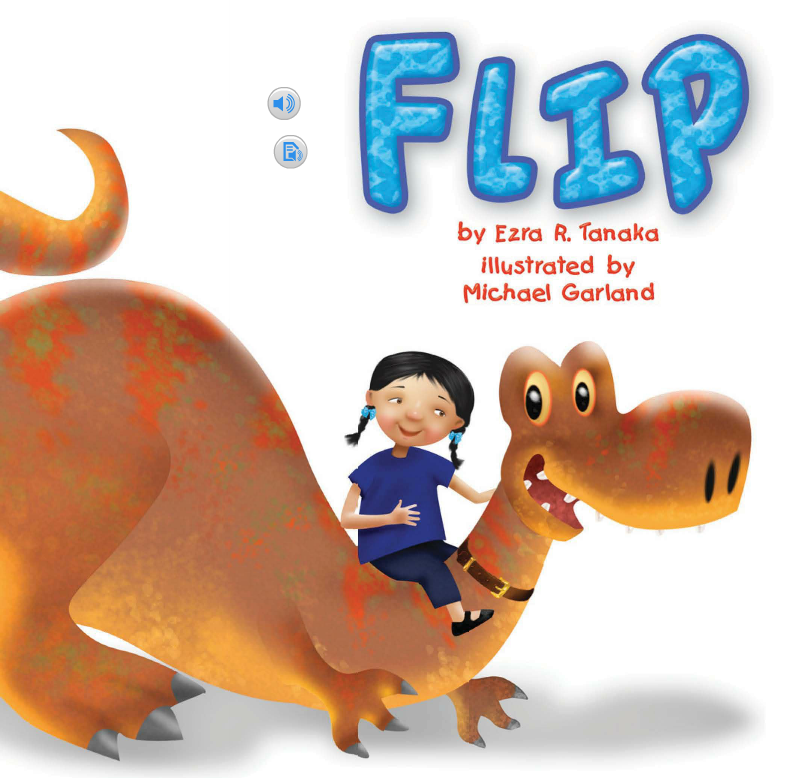 FLIP
by Ezra R. Tanaka
illustrated by
Michael Garland